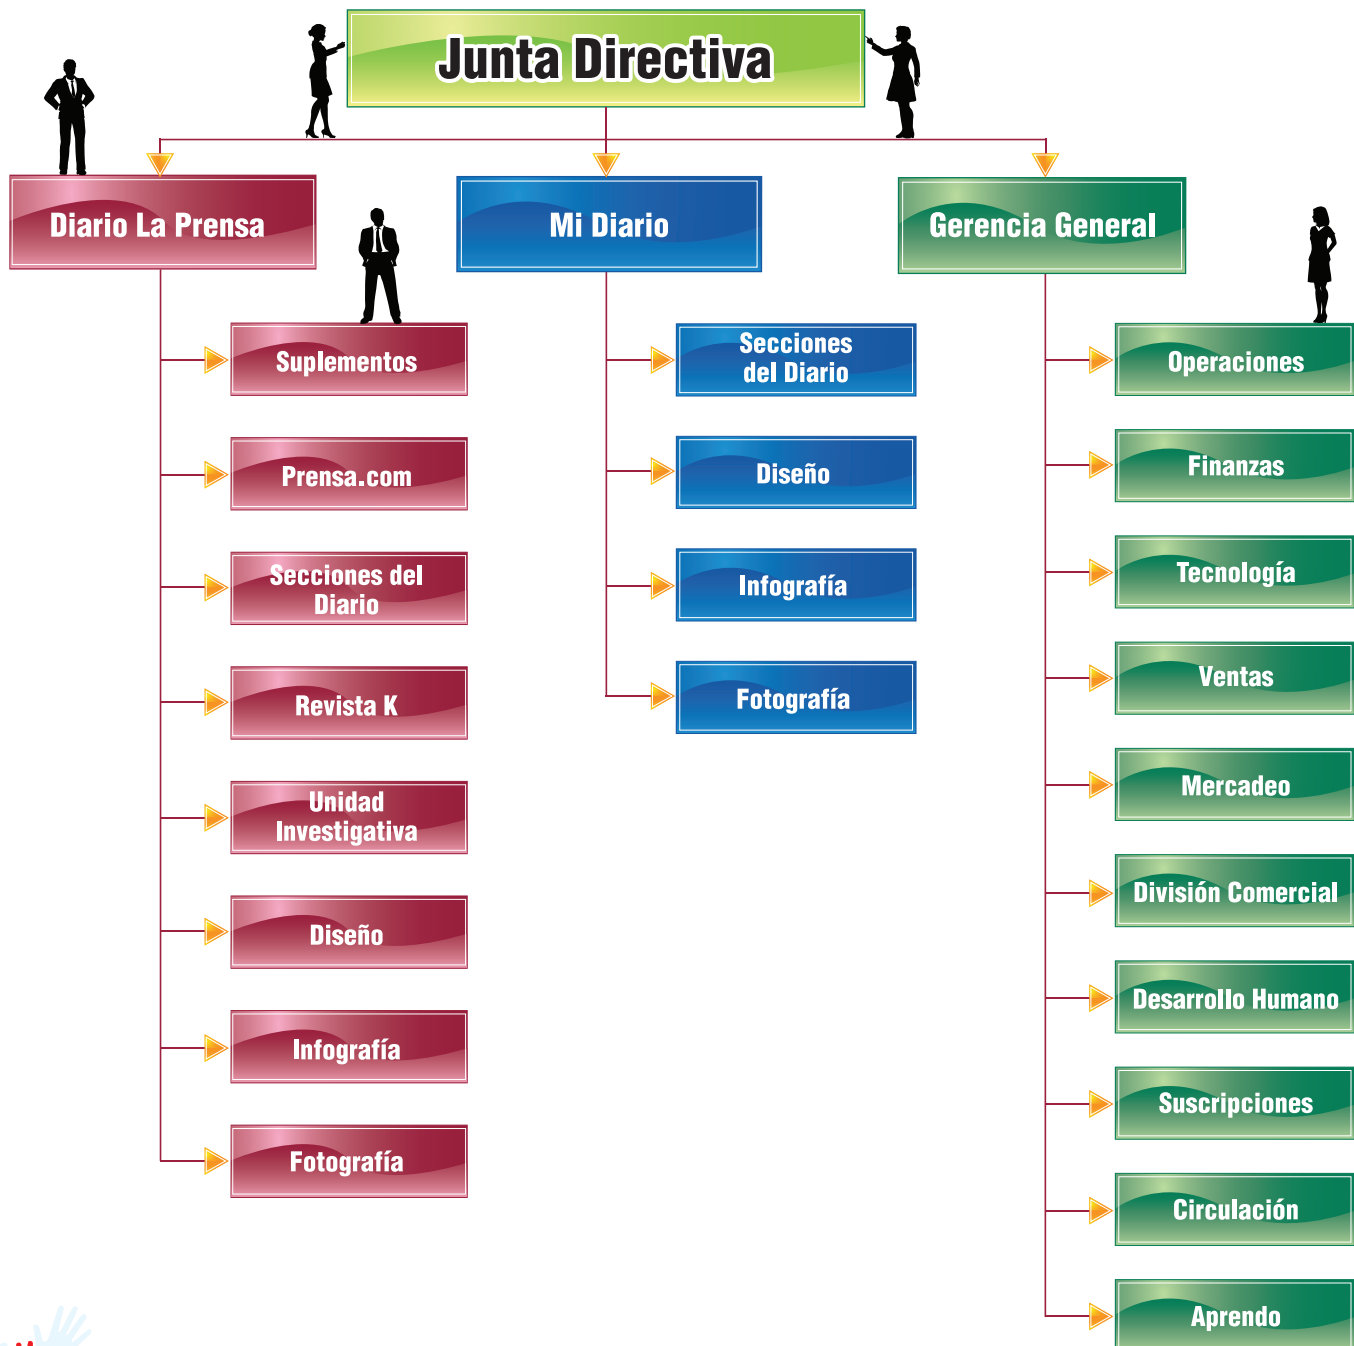 Junta Directiva
Diario La Prensa
Mi Diario
Gerencia General
Suplementos
Prensa.com
Secciones del
Diario
Revista K
Unidad
Investigativa
Diseño
Infografía
Fotografía
Secciones
del Diario
Diseño
Infografía
Fotografía
Operaciones
Finanzas
Tecnología
Ventas
Mercadeo
División Comercial
Desarrollo Humano
Suscripciones
Circulación
Aprendo